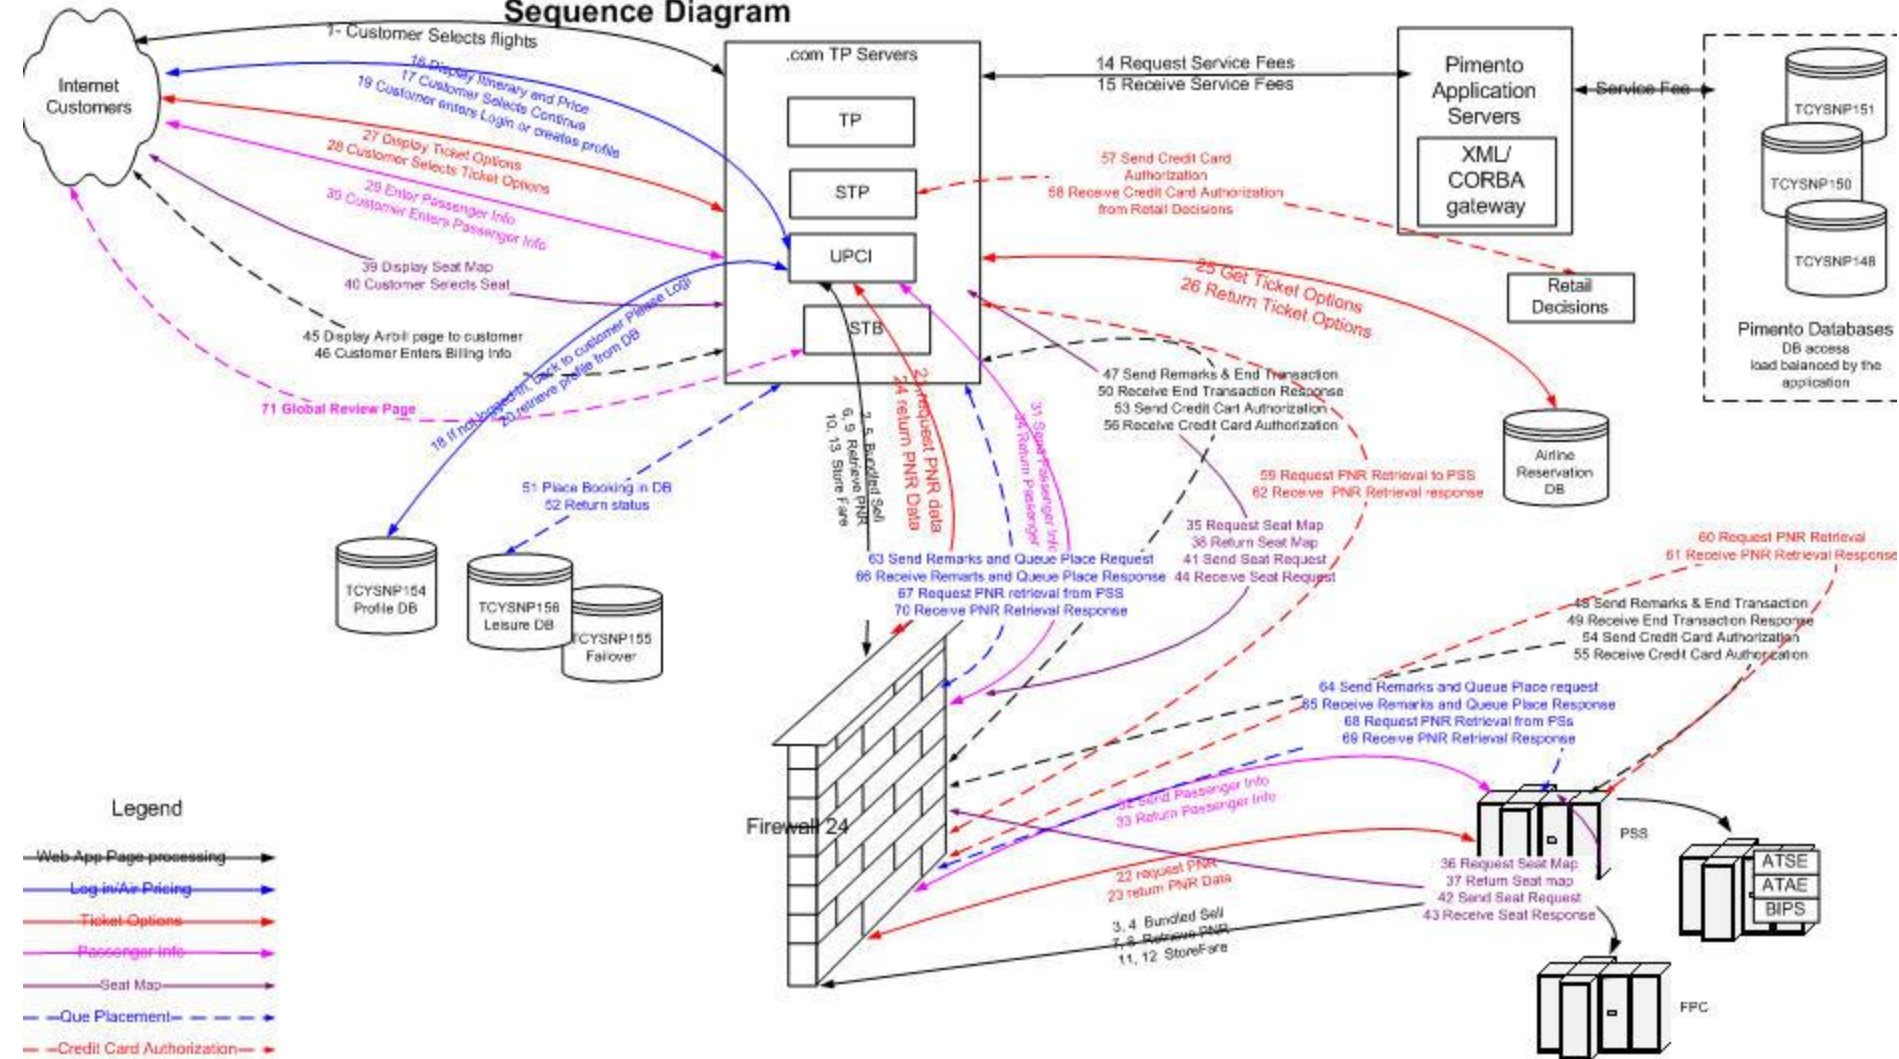 Sequence Diagram
1- Customer Selects flights
Internet
Customers
16 Display Itinerary and Price
17 Customer Selects Continue
19 Customer enters Login or creates profile
27 Display Ticket Options
28 Customer Selects Ticket Options
29 Enter Passenger Info
30 Customer Enters Passenger Info
39 Display Seat Map
40 Customer Selects Seat
45 Display Airbill page to customer
46 Customer Enters Billing Info
71 Global Review Page
18 If not logged-in, back to customer Please Logi
20 retrieve profile from DB
51 Place Booking in DB
52 Return status
TCYSNP154
Profile DB
TCYSNP156
Leisure DB
TCYSNP155
Failover
.com TP Servers
TP
STP
UPCI
STB
14 Request Service Fees
15 Receive Service Fees
Pimento
Application
Servers
XML/
CORBA
gateway
Service Fee
TCYSNP151
TCYSNP150
TCYSNP148
Pimento Databases
DB access
load balanced by the
application
57 Send Credit Card
Authorization
58 Receive Credit Card Authorization
from Retail Decisions
Retail
Decisions
25 Get Ticket Options
26 Return Ticket Options
Airline
Reservation
DB
47 Send Remarks & End Transaction
50 Receive End Transaction Response
53 Send Credit Cart Authorization
56 Receive Credit Card Authorization
2, 5 Bundled Sell
6, 9 Retrieve PNR
10, 13 Store Fare
21 request PNR data
24 return PNR Data
31 Send Passenger Info
34 Return Passenger
59 Request PNR Retrieval to PSS
62 Receive PNR Retrieval response
35 Request Seat Map
38 Return Seat Map
41 Send Seat Request
44 Receive Seat Request
63 Send Remarks and Queue Place Request
66 Receive Remarts and Queue Place Response
67 Request PNR retrieval from PSS
70 Receive PNR Retrieval Response
60 Request PNR Retrieval
61 Receive PNR Retrieval Response
48 Send Remarks & End Transaction
49 Receive End Transaction Response
54 Send Credit Card Authorization
55 Receive Credit Card Authorization
64 Send Remarks and Queue Place request
65 Receive Remarks and Queue Place Response
68 Request PNR Retrieval from PSs
69 Receive PNR Retrieval Response
32 Send Passenger Info
33 Return Passenger Info
Firewall 24
22 request PNR
23 return PNR Data
3, 4 Bundled Sell
7, 8 Retrieve PNR
11, 12 StoreFare
36 Request Seat Map
37 Return Seat map
42 Send Seat Request
43 Receive Seat Response
PSS
ATSE
ATAE
BIPS
FPC
Legend
Web App Page processing
Log in/Air Pricing
Ticket Options
Passenger Info
Seat Map
Que Placement
Credit Card Authorization